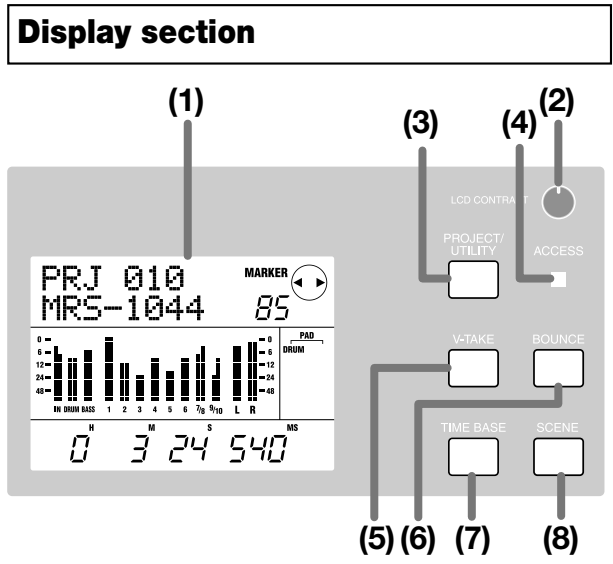 Display section
(1)
(2)
(3)
(4)
LCD CONTRAST
PROJECT/
UTILITY
ACCESS
PRJ 010
MRS-1044
MARKER
85
0
6
12
24
48
0
6
12
24
48
PAD
DRUM
IN DRUM BASS 1 2 3 4 5 6 7/8 9/10 L R
H M S MS
0 3 24 540
V-TAKE
BOUNCE
TIME BASE
SCENE
(5) (6) (7) (8)